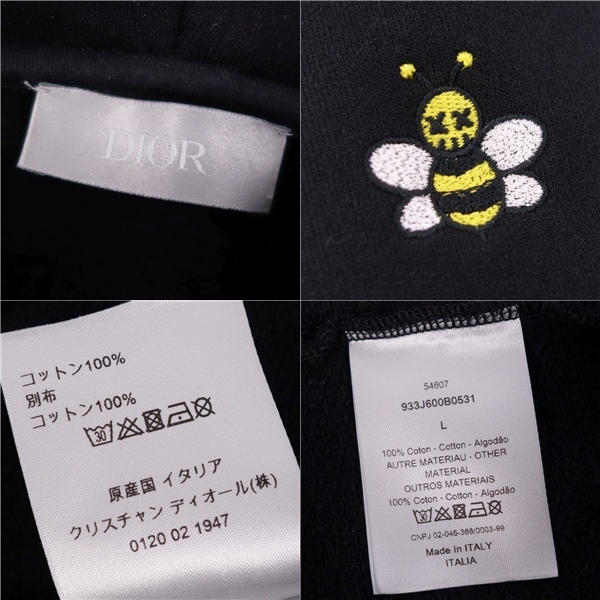 DIOR
コットン100%
別布
コットン100%
30
原産国 イタリア
クリスチャン ディオール(株)
0120 02 1947
54607
933J600B0531
L
100% Coton - Cotton - Algodão
AUTRE MATERIAU - OTHER
MATERIAL
OUTROS MATERIAIS
100% Coton - Cotton - Algodão
30
CNPJ 02-046-366/0003-99
Made In ITALY
ITALIA